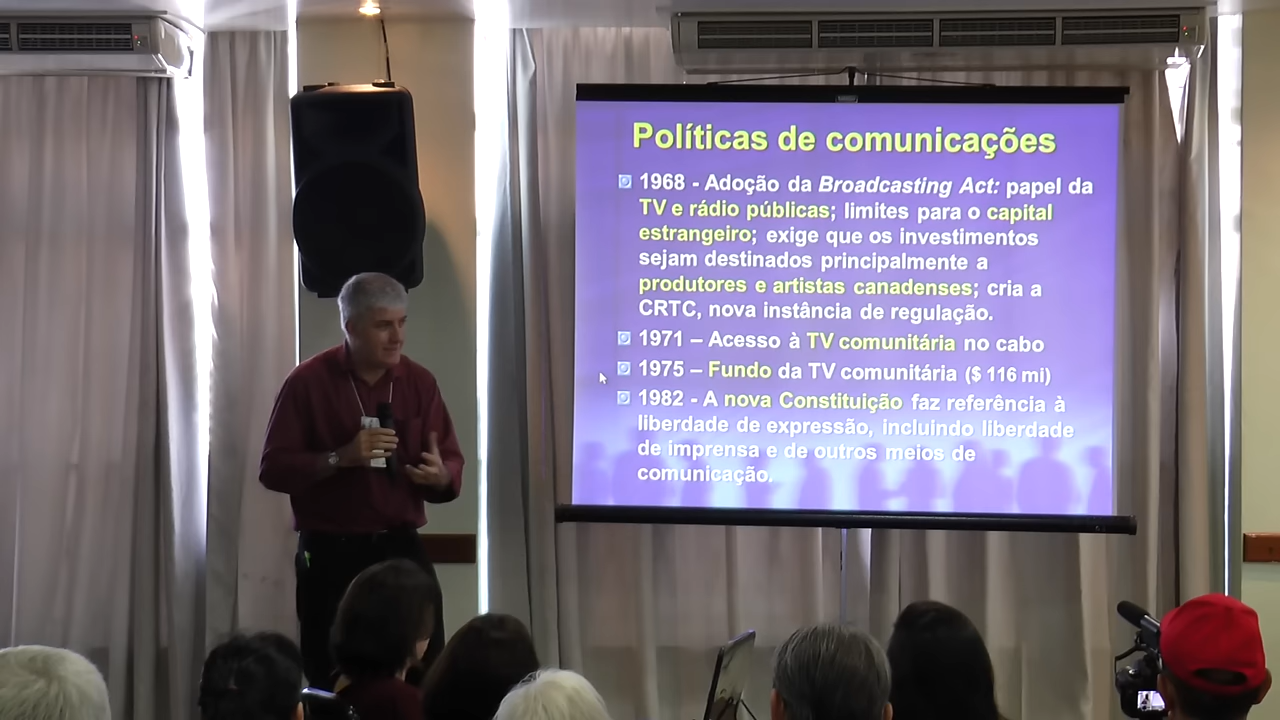 Políticas de comunicações
1968 - Adoção da Broadcasting Act: papel da
TV e rádio públicas; limites para o capital
estrangeiro; exige que os investimentos
sejam destinados principalmente a
produtores e artistas canadenses; cria a
CRTC, nova instância de regulação.
1971 – Acesso à TV comunitária no cabo
1975 – Fundo da TV comunitária ($ 116 mi)
1982 - A nova Constituição faz referência à
liberdade de expressão, incluindo liberdade
de imprensa e de outros meios de
comunicação.